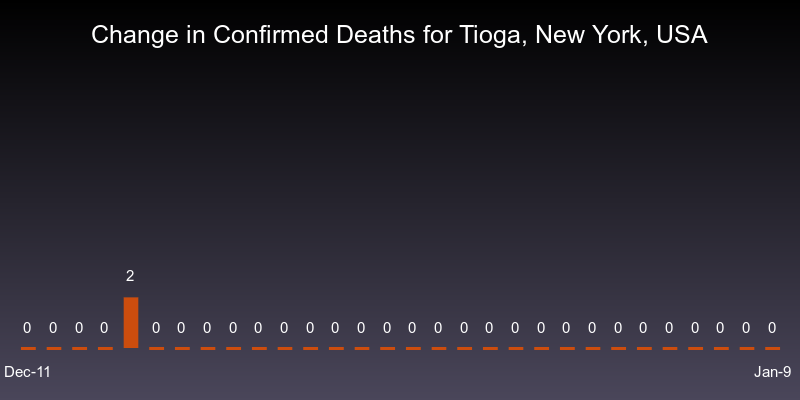 Change in Confirmed Deaths for Tioga, New York, USA
2
0 0 0 0 0 0 0 0 0 0 0 0 0 0 0 0 0 0 0 0 0 0 0 0 0 0 0 0 0
Dec-11 Jan-9